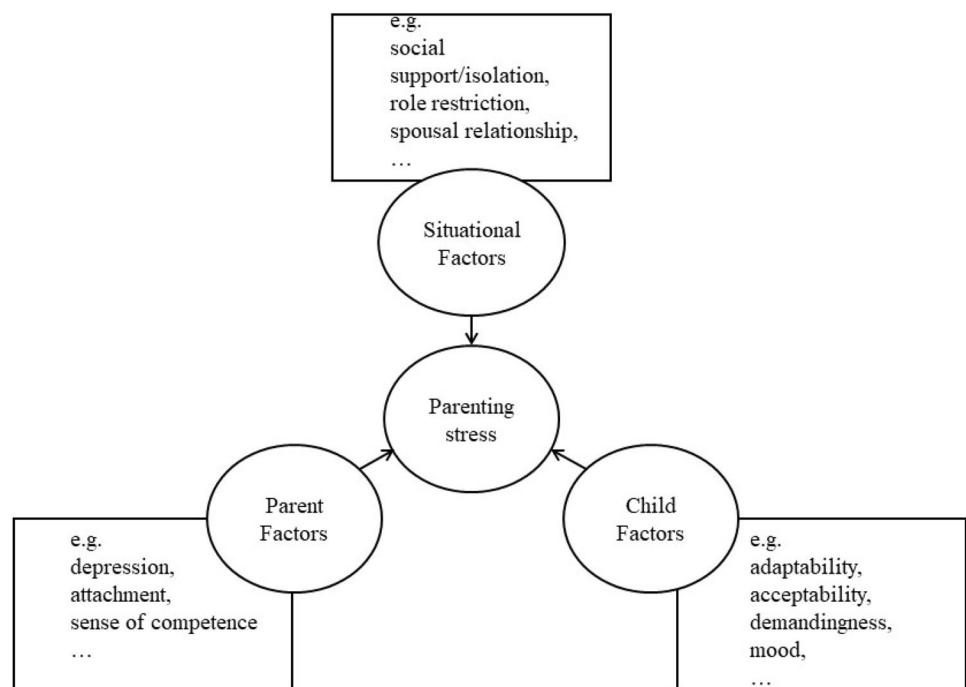 e.g.
social
support/isolation,
role restriction,
spousal relationship,
…
Situational
Factors
Parenting
stress
Parent
Factors
Child
Factors
e.g.
depression,
attachment,
sense of competence
…
e.g.
adaptability,
acceptability,
demandingness,
mood,
…